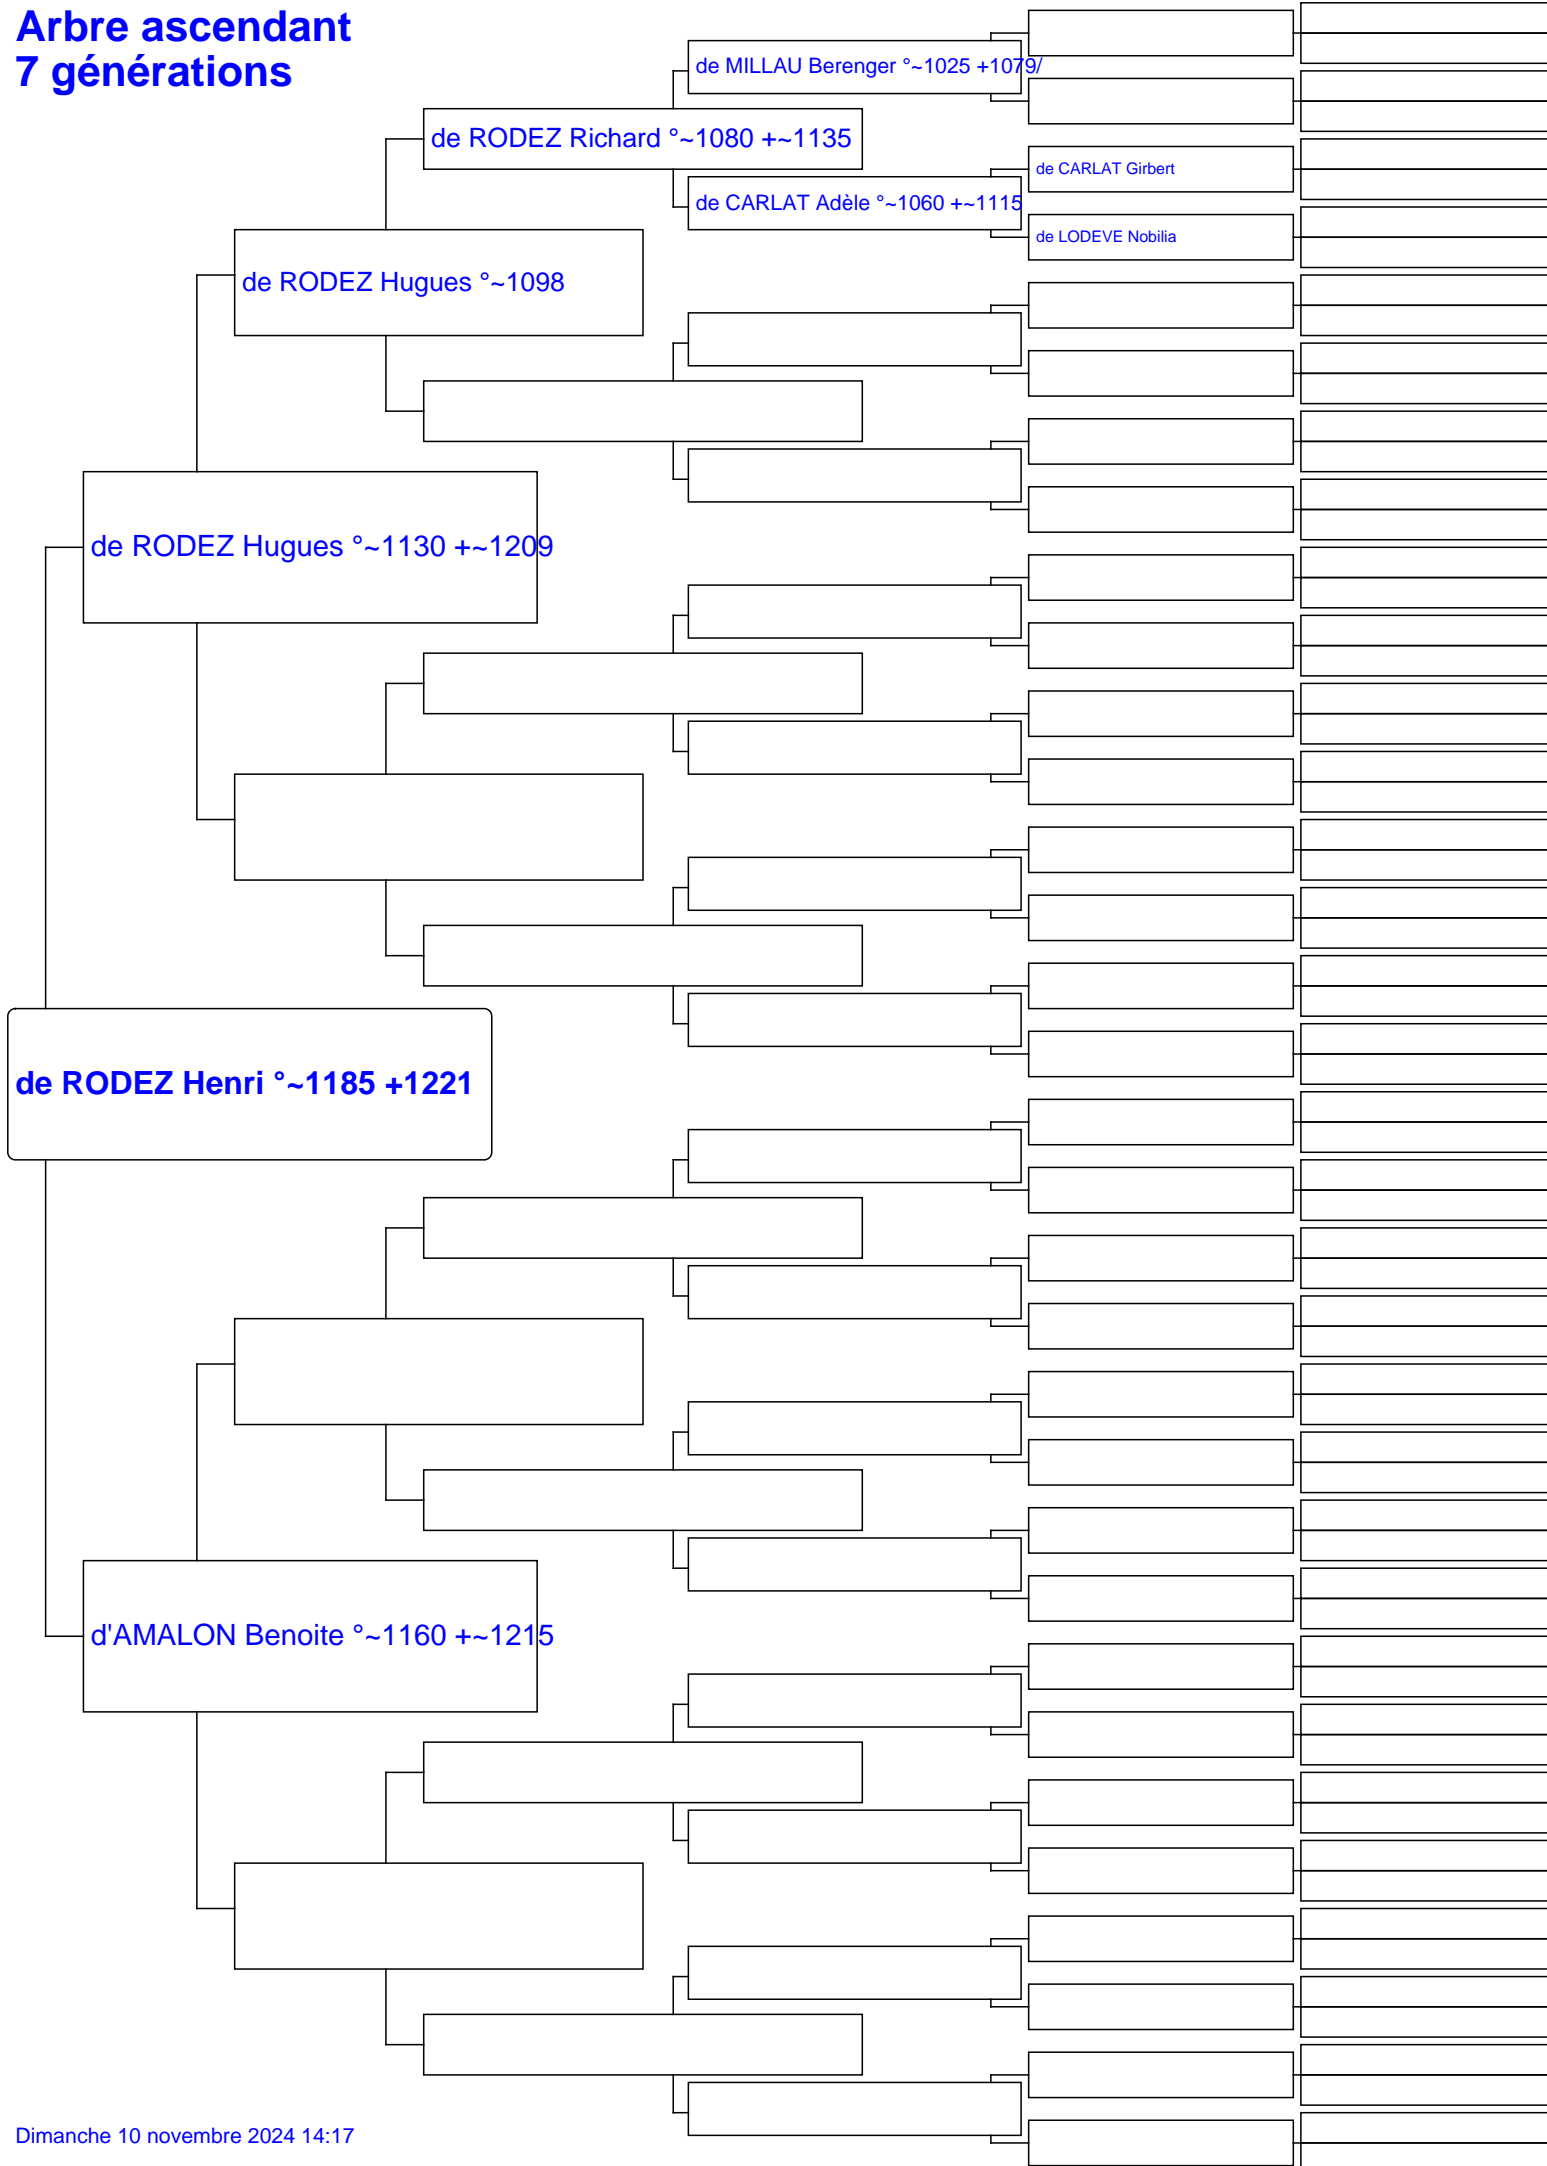 Arbre ascendant
7 générations
de MILLAU Berenger °~1025 +1079/
de RODEZ Richard °~1080 +~1135
de CARLAT Girbert
de CARLAT Adèle °~1060 +~1115
de LODEVE Nobilia
de RODEZ Hugues °~1098
de RODEZ Hugues °~1130 +~1209
de RODEZ Henri °~1185 +1221
d'AMALON Benoite °~1160 +~1215
Dimanche 10 novembre 2024 14:17